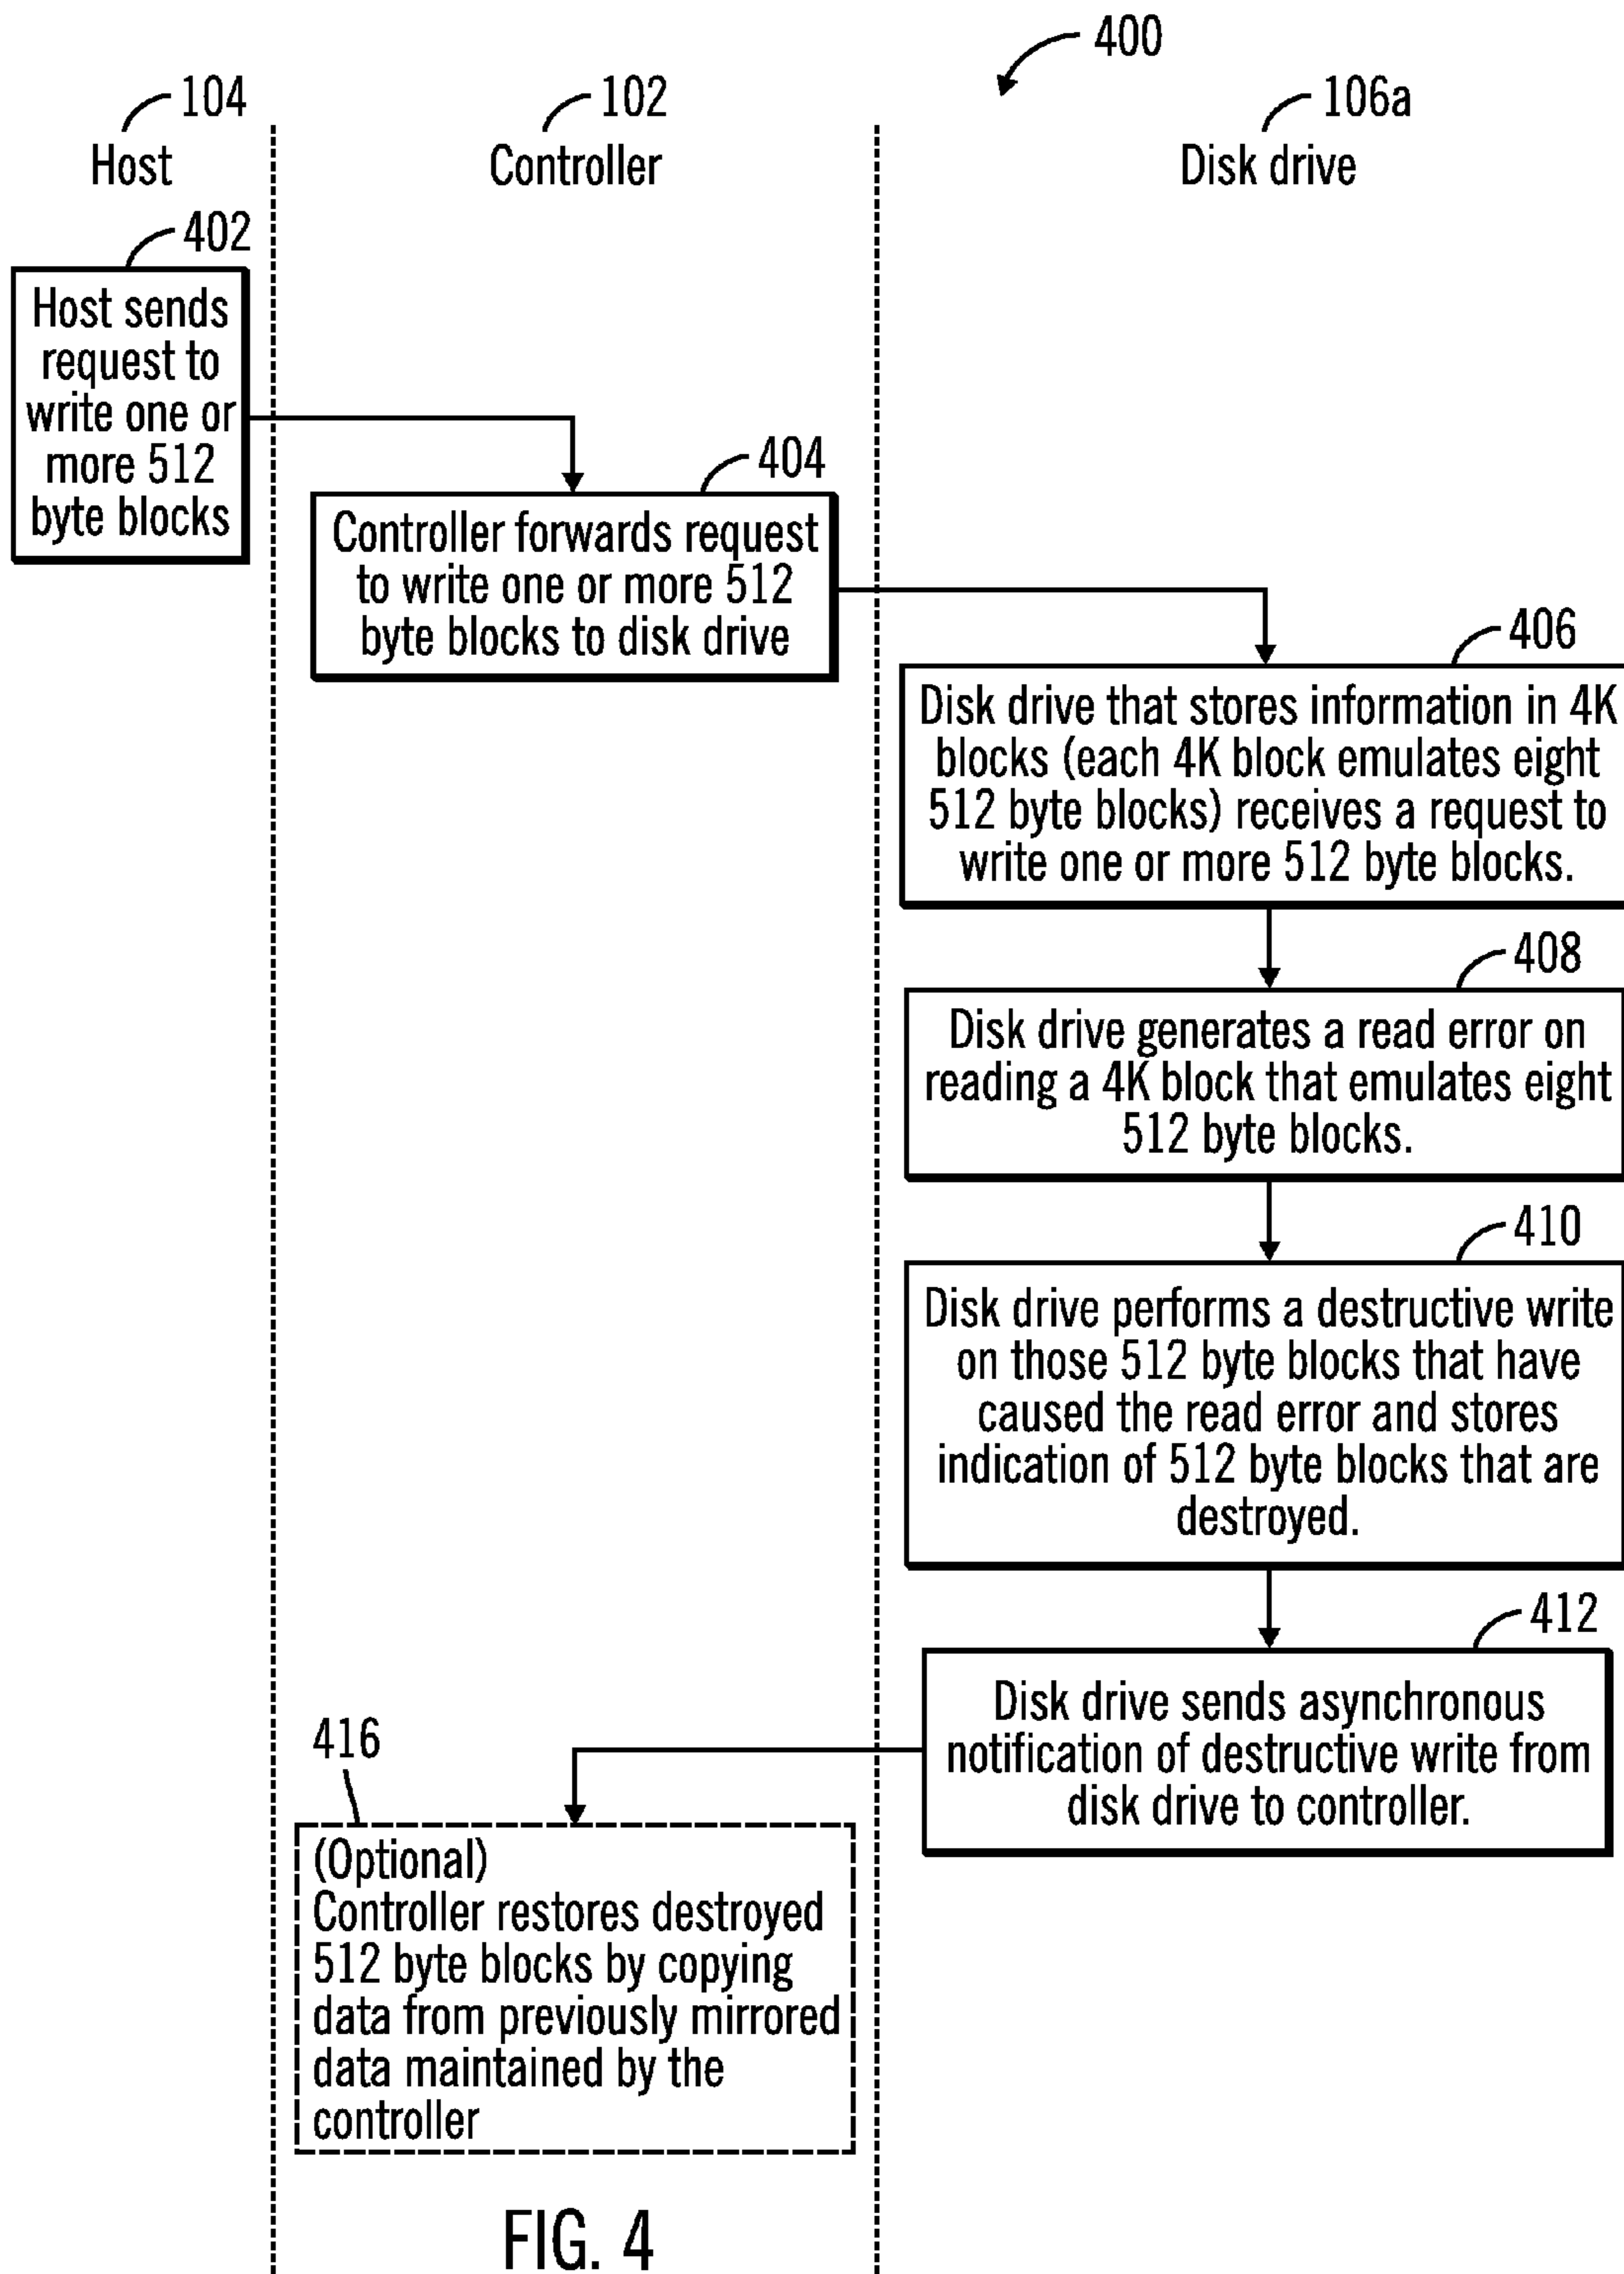 400
104
102
106a
Host
Controller
Disk drive
402
Host sends
request to
write one or
more 512
byte blocks
404
Controller forwards request
to write one or more 512
byte blocks to disk drive
406
Disk drive that stores information in 4K
blocks (each 4K block emulates eight
512 byte blocks) receives a request to
write one or more 512 byte blocks.
408
Disk drive generates a read error on
reading a 4K block that emulates eight
512 byte blocks.
410
Disk drive performs a destructive write
on those 512 byte blocks that have
caused the read error and stores
indication of 512 byte blocks that are
destroyed.
412
Disk drive sends asynchronous
notification of destructive write from
disk drive to controller.
416
(Optional)
Controller restores destroyed
512 byte blocks by copying
data from previously mirrored
data maintained by the
controller
FIG. 4